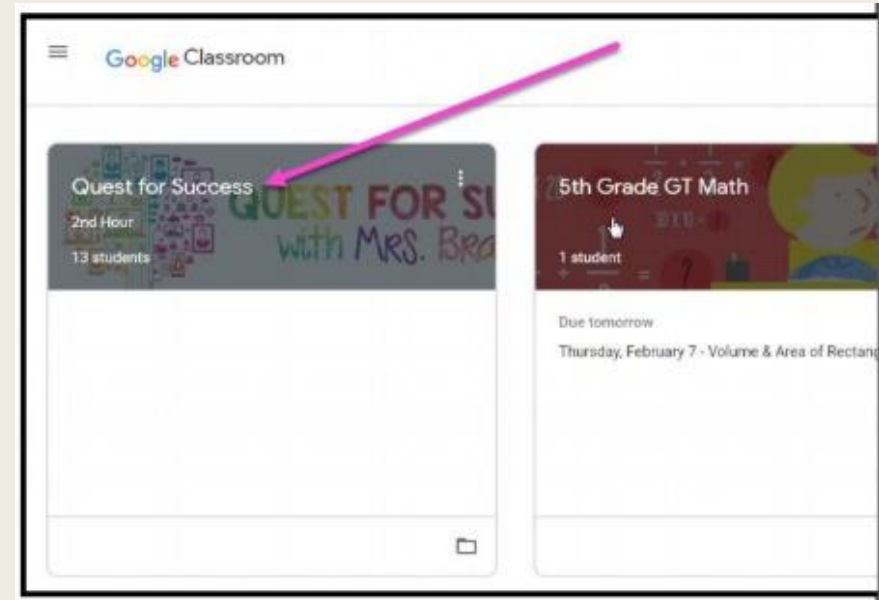 Google Classroom
Quest for Success
2nd Hour
13 students
QUEST FOR SU
with MRS. BRA
5th Grade GT Math
1 student
Due tomorrow
Thursday, February 7 - Volume & Area of Rectang